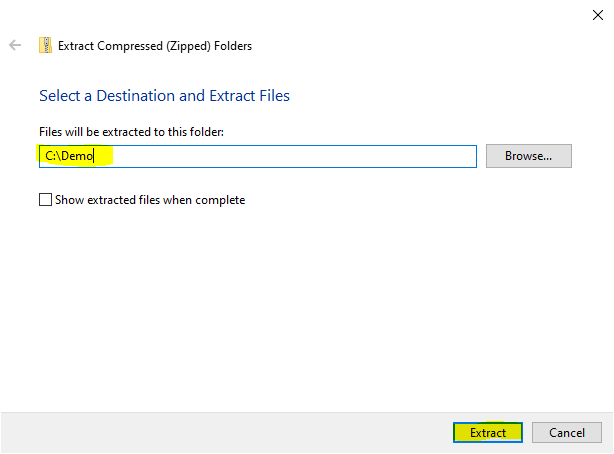 Extract Compressed (Zipped) Folders
Select a Destination and Extract Files
Files will be extracted to this folder:
C:\Demo
Browse...
Show extracted files when complete
Extract
Cancel